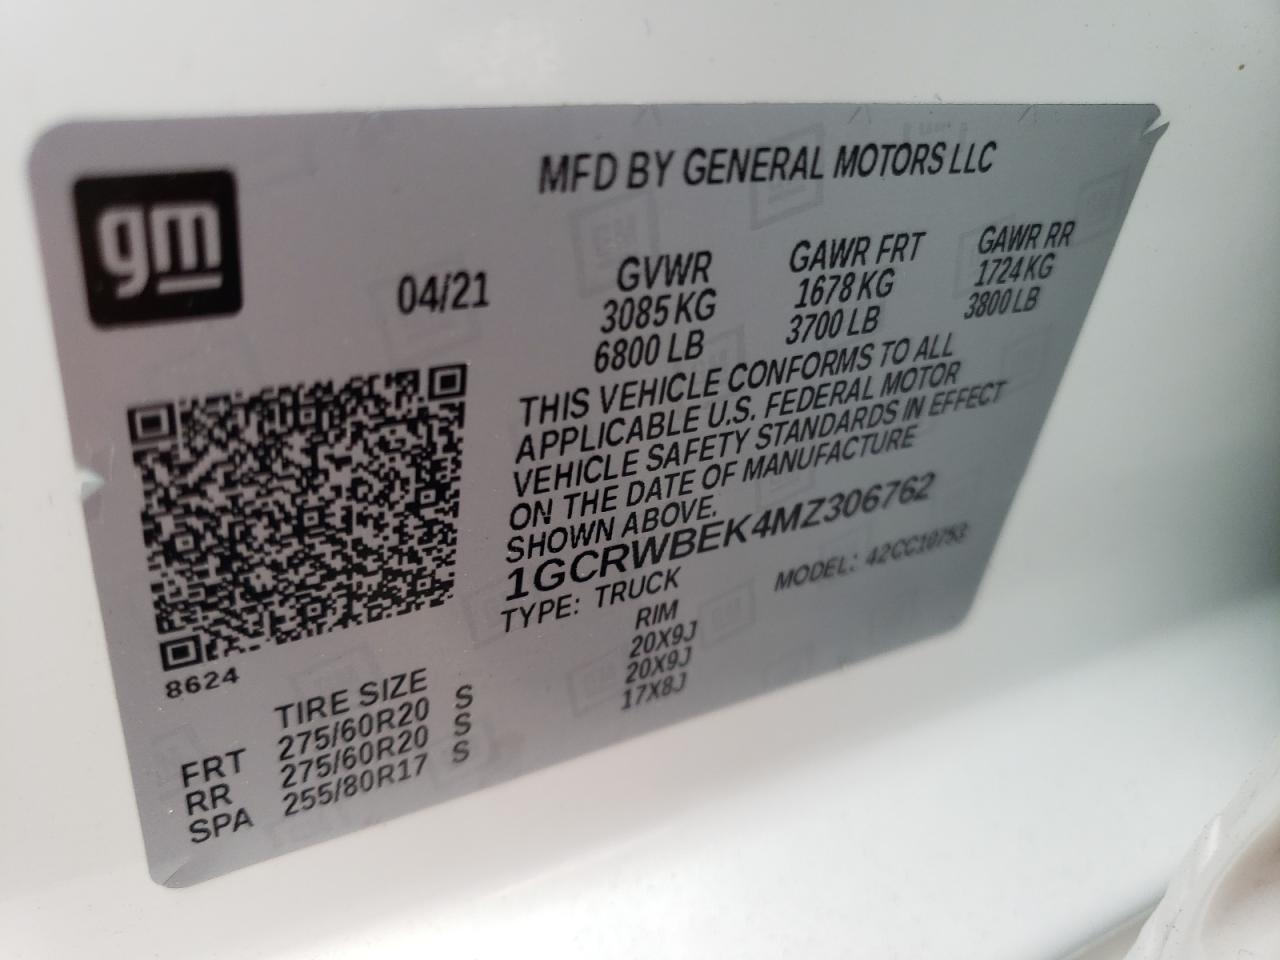 gm
MFD BY GENERAL MOTORS LLC
04/21
GVWR GAWR FRT GAWR RR
3085 KG 1678 KG 1724 KG
6800 LB 3700 LB 3800 LB
THIS VEHICLE CONFORMS TO ALL
APPLICABLE U.S. FEDERAL MOTOR
VEHICLE SAFETY STANDARDS IN EFFECT
ON THE DATE OF MANUFACTURE
SHOWN ABOVE.
1GCRWBEK4MZ306762
TYPE: TRUCK MODEL:
8624
TIRE SIZE RIM
FRT 275/60R20 S 20X9J
RR 275/60R20 S 20X9J
SPA 255/80R17 S 17X8J